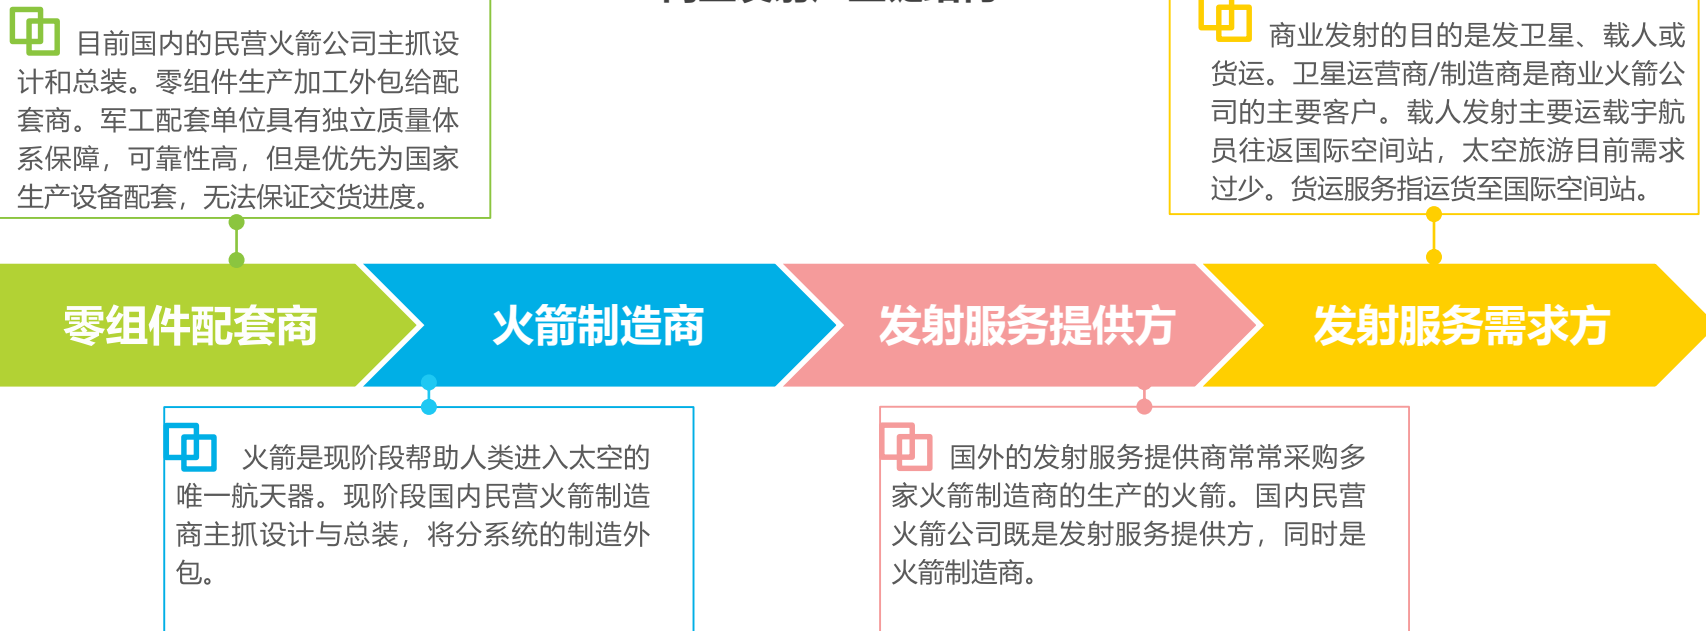 目前国内的民营火箭公司主抓设
计和总装。零组件生产加工外包给配
套商。军工配套单位具有独立质量体
系保障，可靠性高，但是优先为国家
生产设备配套，无法保证交货进度。
商业发射的目的是发卫星、载人或
货运。卫星运营商/制造商是商业火箭公
司的主要客户。载人发射主要运载宇航
员往返国际空间站，太空旅游目前需求
过少。货运服务指运货至国际空间站。
零组件配套商
火箭制造商
发射服务提供方
发射服务需求方
火箭是现阶段帮助人类进入太空的
唯一航天器。现阶段国内民营火箭制造
商主抓设计与总装，将分系统的制造外
包。
国外的发射服务提供商常常采购多
家火箭制造商的生产的火箭。国内民营
火箭公司既是发射服务提供方，同时是
火箭制造商。